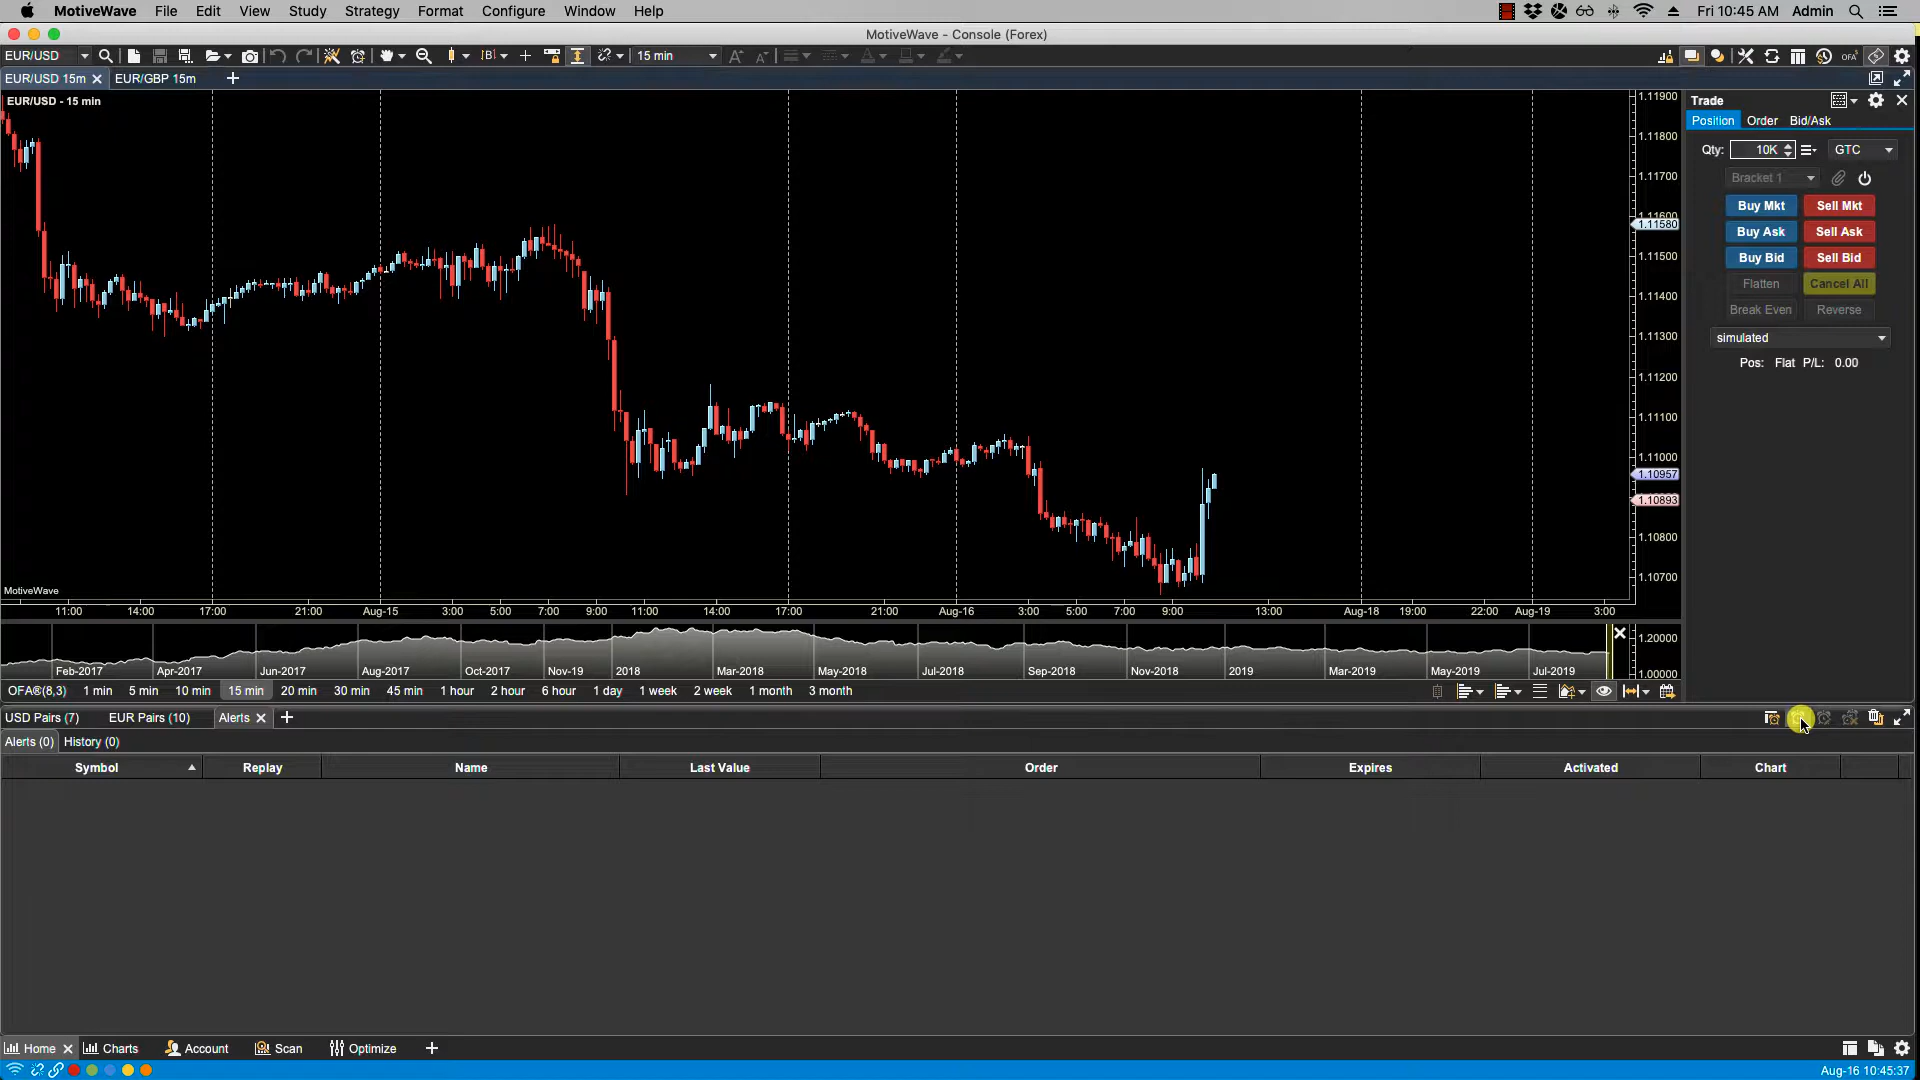 MotiveWave File Edit View Study Strategy Format Configure Window Help Fri 10:45 AM Admin
MotiveWave - Console (Forex)
EUR/USD 15 min
EUR/USD 15m EUR/GBP 15m
EUR/USD - 15 min
1.11900
1.11800
1.11700
1.11600
1.11580
1.11500
1.11400
1.11300
1.11200
1.11100
1.11000
1.10957
1.10893
1.10800
1.10700
Trade
Position Order Bid/Ask
Qty: 10K GTC
Bracket 1
Buy Mkt Sell Mkt
Buy Ask Sell Ask
Buy Bid Sell Bid
Flatten Cancel All
Break Even Reverse
simulated
Pos: Flat P/L: 0.00
MotiveWave
11:00 14:00 17:00 21:00 Aug-15 3:00 5:00 7:00 9:00 11:00 14:00 17:00 21:00 Aug-16 3:00 5:00 7:00 9:00 13:00 Aug-18 19:00 22:00 Aug-19 3:00
1.20000
Feb-2017 Apr-2017 Jun-2017 Aug-2017 Oct-2017 Nov-19 2018 Mar-2018 May-2018 Jul-2018 Sep-2018 Nov-2018 2019 Mar-2019 May-2019 Jul-2019 1.00000
OFA®(8,3) 1 min 5 min 10 min 15 min 20 min 30 min 45 min 1 hour 2 hour 6 hour 1 day 1 week 2 week 1 month 3 month
USD Pairs (7) EUR Pairs (10) Alerts
Alerts (0) History (0)
Symbol Replay Name Last Value Order Expires Activated Chart
Home Charts Account Scan Optimize
Aug-16 10:45:37